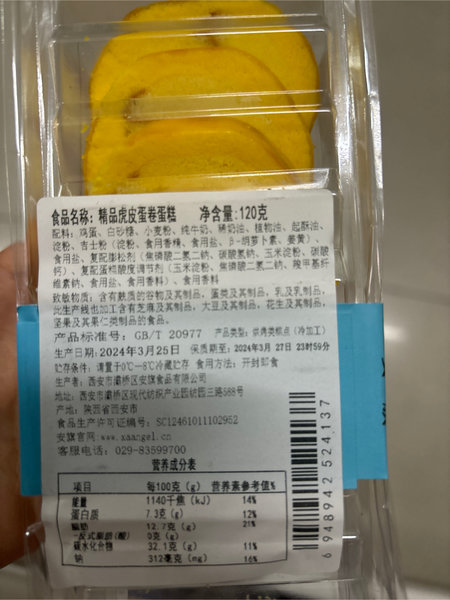 食品名称：精品虎皮蛋卷蛋糕 净含量:120克
配料：鸡蛋、白砂糖、小麦粉、纯牛奶、稀奶油、植物油、起酥油、
淀粉、吉士粉（淀粉、食用香精、食用盐、β-胡萝卜素、姜黄）、
食用盐、复配膨松剂（焦磷酸二氢二钠、碳酸氢钠、玉米淀粉、碳酸
钙）、复配蛋糕酸度调节剂（玉米淀粉、焦磷酸二氢二钠、羧甲基纤
维素钠、食用盐、食用香料）、食用香料
致敏物质：含有麸质的谷物及其制品，蛋类及其制品，乳及乳制品，
此生产线也加工含有芝麻及其制品，大豆及其制品，花生及其制品，
坚果及其果仁类制品的食品。
产品标准号：GB/T 20977 产品类型：烘烤类糕点（冷加工）
生产日期:2024年3月25日 保质期至:2024年3月 27日 23时59分
贮存条件：请置于0℃—8℃冷藏贮存 食用方法：开封即食
生产者：西安市灞桥区安旗食品有限公司
地址：西安市灞桥区现代纺织产业园纺园三路588号
产地：陕西省西安市
食品生产许可证编号：SC12461011102952
安旗官网:www.xaangel.cn
客服电话：029-83599700
营养成分表
项目 每100克（g） 营养素参考值%
能量 1140千焦（kJ） 14%
蛋白质 7.3克（g） 12%
脂肪 12.7克（g） 21%
-反式脂肪（酸） 0克（g）
碳水化合物 32.1克（g） 11%
钠 312毫克（mg） 16%
6 948942 524137